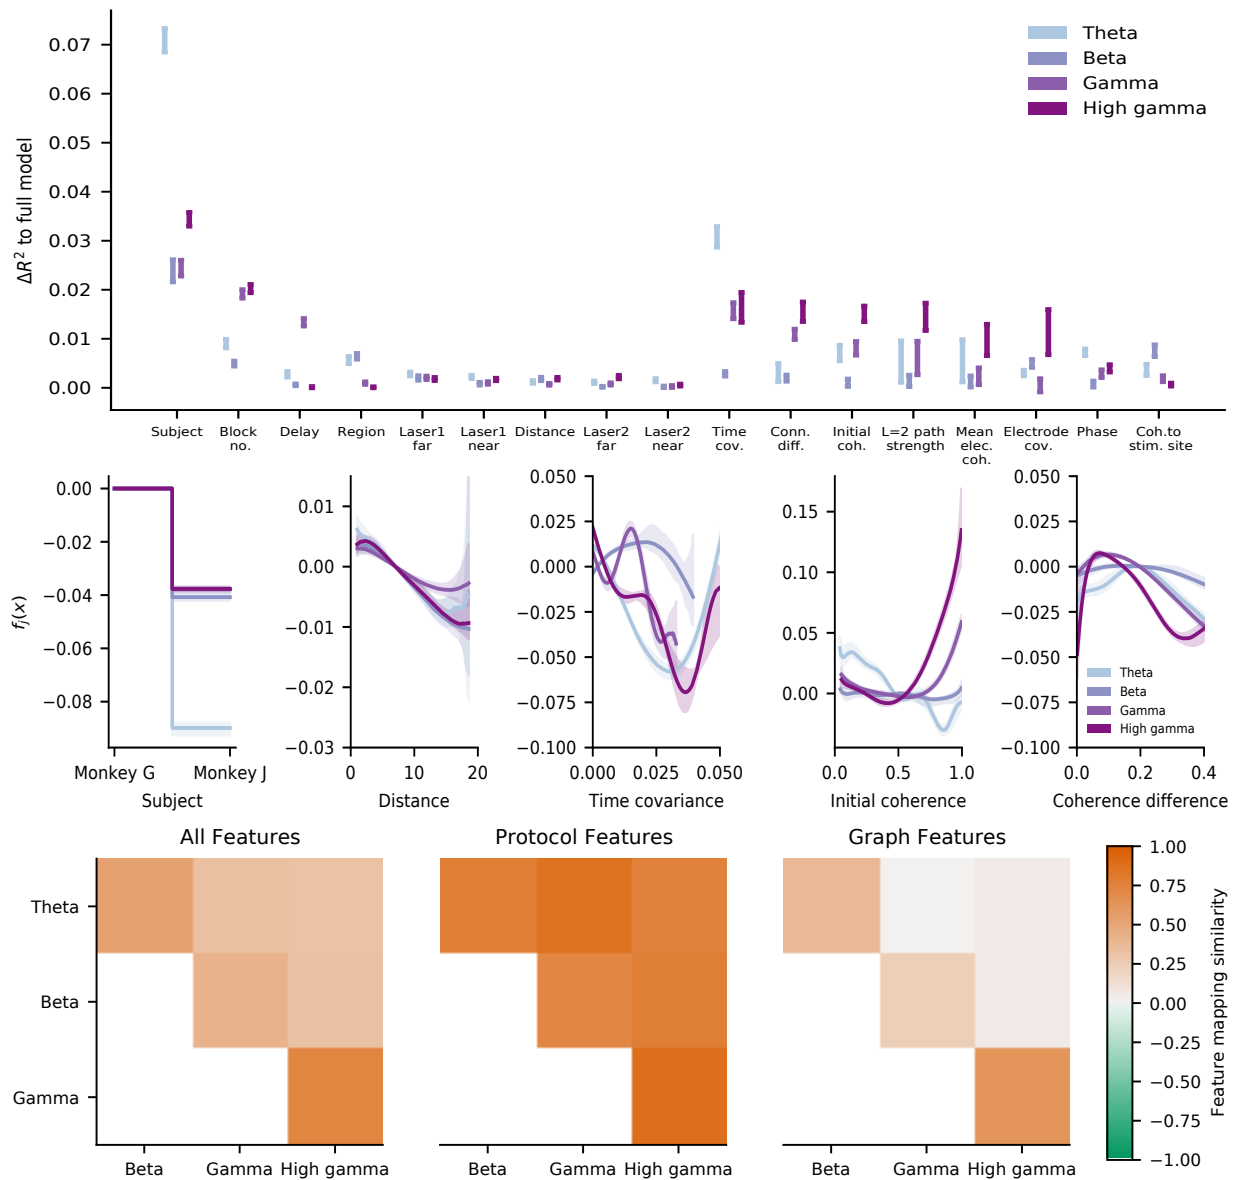 0.07
0.06
0.05
0.04
0.03
0.02
0.01
0.00
ΔR² to full model
Theta
Beta
Gamma
High gamma
Subject
Block
no.
Delay
Region
Laser1
far
Laser1
near
Distance
Laser2
far
Laser2
near
Time
cov.
Conn.
diff.
Initial
coh.
L=2 path
strength
Mean
elec.
coh.
Electrode
cov.
Phase
Coh.to
stim. site
0.00
−0.02
−0.04
−0.06
−0.08
fⱼ(x)
Monkey G
Monkey J
Subject
0.01
0.00
−0.01
−0.02
−0.03
0
10
20
Distance
0.050
0.025
0.000
−0.025
−0.050
−0.075
−0.100
0.000
0.025
0.050
Time covariance
0.15
0.10
0.05
0.00
0.0
0.5
1.0
Initial coherence
0.050
0.025
0.000
−0.025
−0.050
−0.075
−0.100
Theta
Beta
Gamma
High gamma
0.0
0.2
0.4
Coherence difference
All Features
Protocol Features
Graph Features
Theta
Beta
Gamma
Beta
Gamma
High gamma
Beta
Gamma
High gamma
Beta
Gamma
High gamma
1.00
0.75
0.50
0.25
0.00
−0.25
−0.50
−0.75
−1.00
Feature mapping similarity